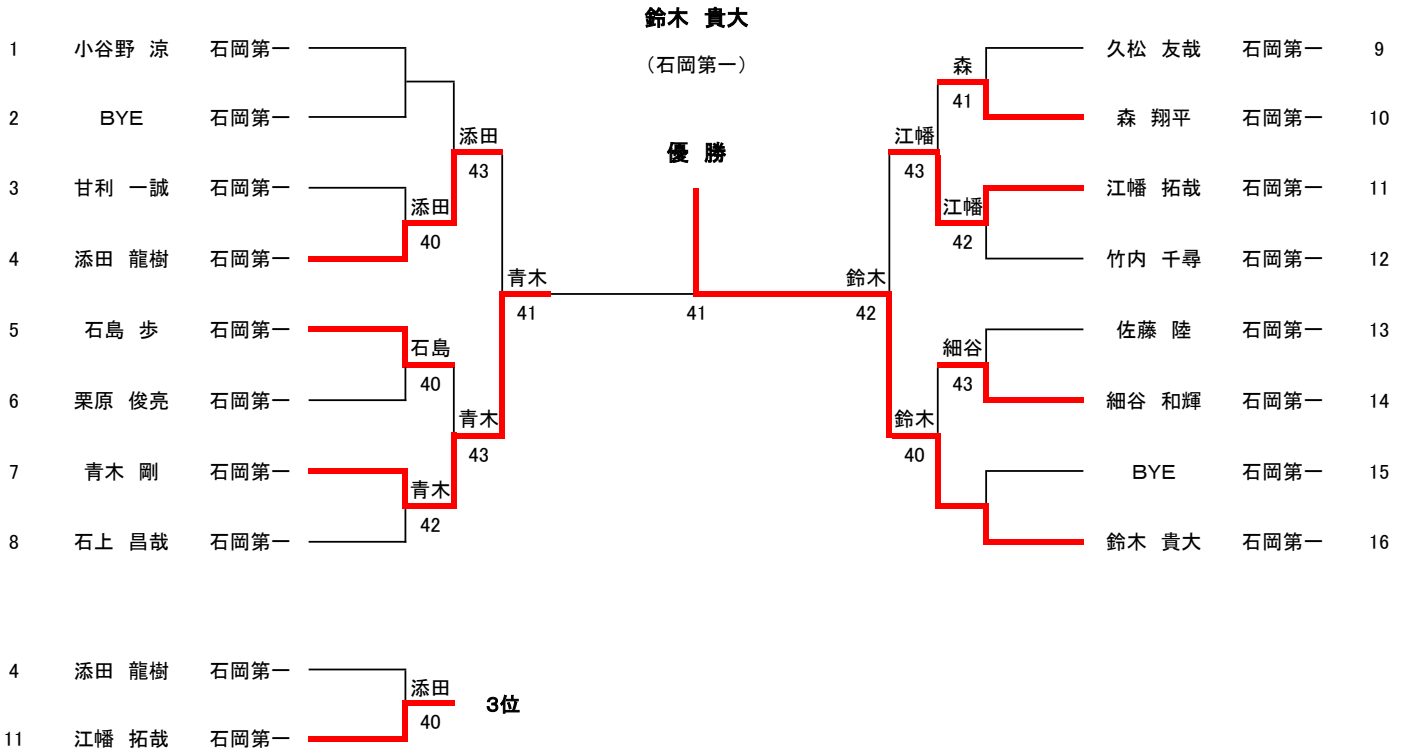 鈴木 貴大
(石岡第一)
優 勝
1 小谷野 涼 石岡第一
2 BYE 石岡第一
3 甘利 一誠 石岡第一
4 添田 龍樹 石岡第一
5 石島 歩 石岡第一
6 栗原 俊亮 石岡第一
7 青木 剛 石岡第一
8 石上 昌哉 石岡第一
添田
40
石島
40
青木
42
添田
43
青木
43
青木
41
41
鈴木
42
江幡
43
鈴木
40
森
41
江幡
42
細谷
43
久松 友哉 石岡第一 9
森 翔平 石岡第一 10
江幡 拓哉 石岡第一 11
竹内 千尋 石岡第一 12
佐藤 陸 石岡第一 13
細谷 和輝 石岡第一 14
BYE 石岡第一 15
鈴木 貴大 石岡第一 16
4 添田 龍樹 石岡第一
添田
40
3位
11 江幡 拓哉 石岡第一